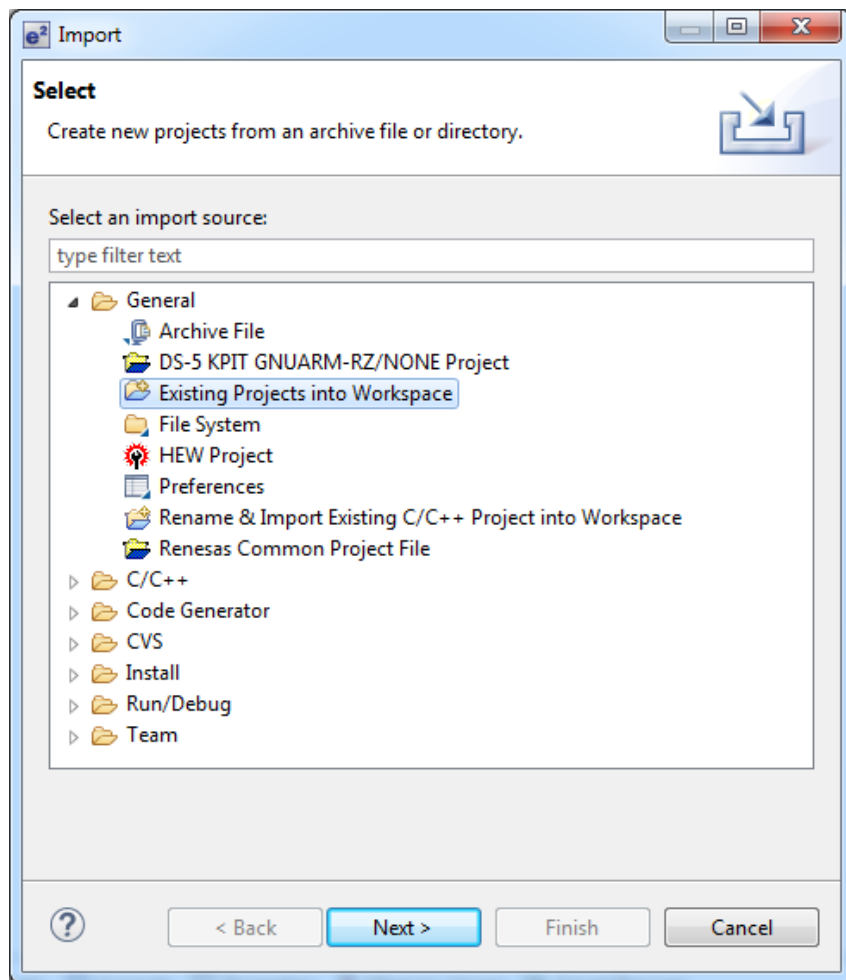 e² Import
Select
Create new projects from an archive file or directory.
Select an import source:
type filter text
General
Archive File
DS-5 KPIT GNUARM-RZ/NONE Project
Existing Projects into Workspace
File System
HEW Project
Preferences
Rename & Import Existing C/C++ Project into Workspace
Renesas Common Project File
C/C++
Code Generator
CVS
Install
Run/Debug
Team
? < Back Next > Finish Cancel